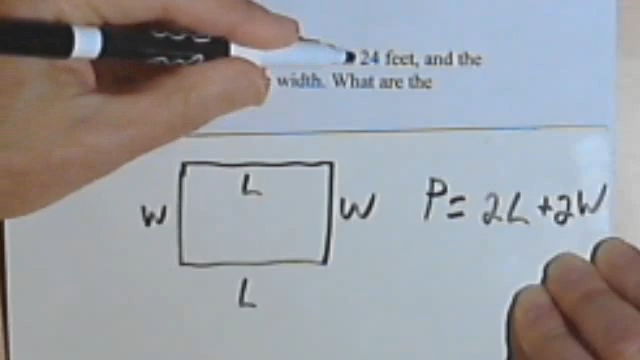 24 feet, and the
width. What are the
L
W
W
P = 2L + 2W
L